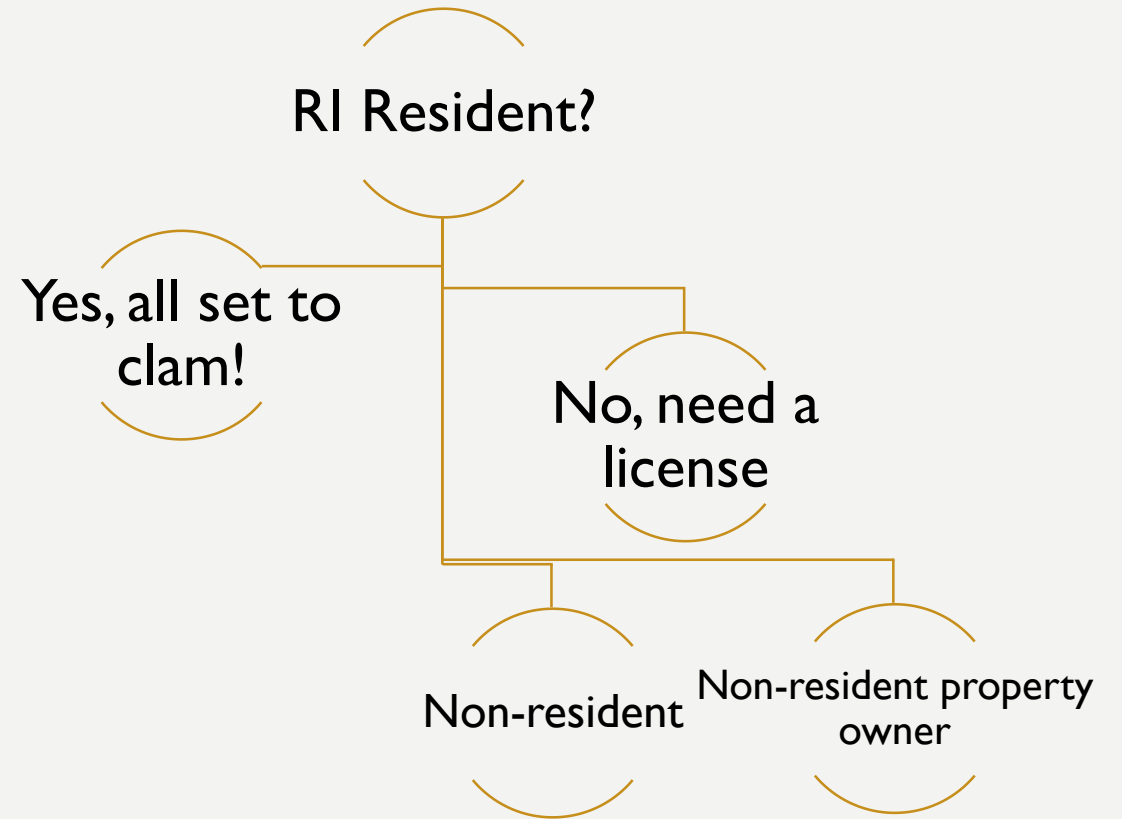 RI Resident?
Yes, all set to
clam!
No, need a
license
Non-resident
Non-resident property
owner